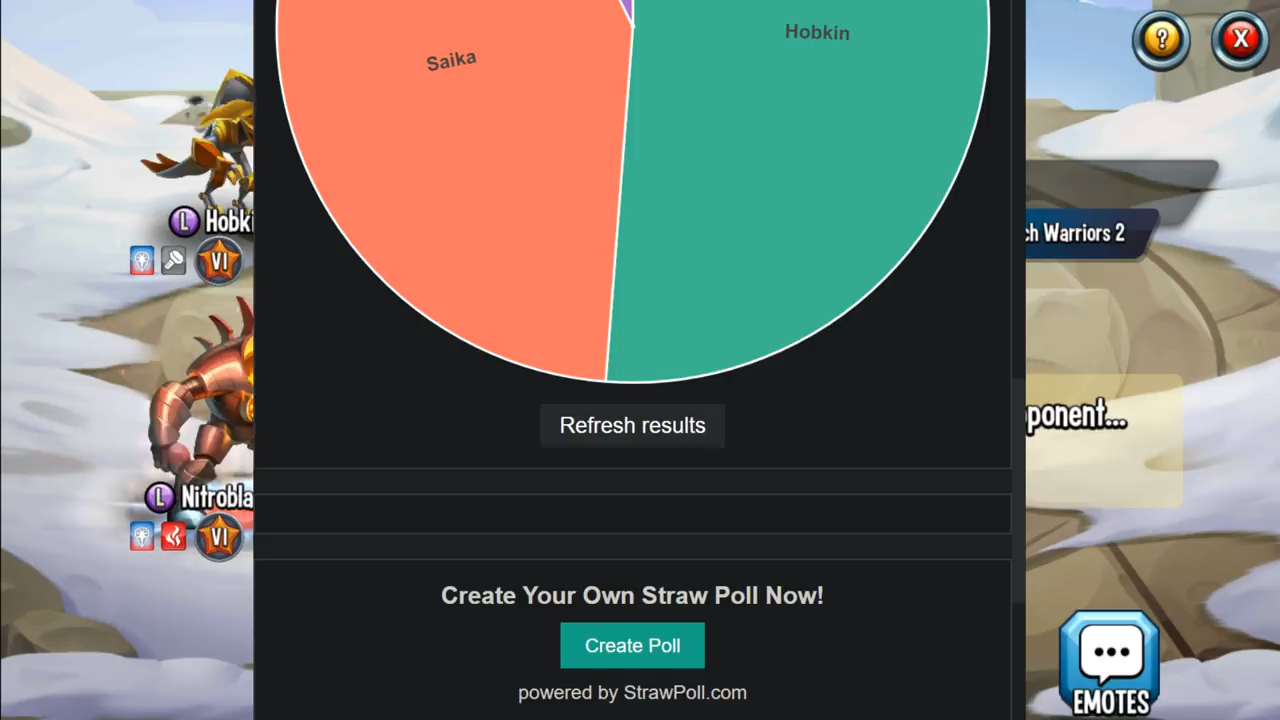 Hobkin
Saika
?
X
L Hobki
VI
ch Warriors 2
ponent...
Refresh results
L Nitrobla
VI
Create Your Own Straw Poll Now!
Create Poll
powered by StrawPoll.com
EMOTES